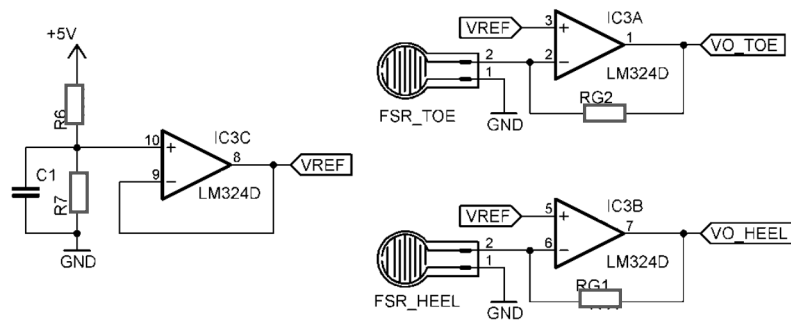 +5V
R6
C1
R7
GND
10
9
+
−
IC3C
8
LM324D
VREF
VREF
3
2
+
−
IC3A
1
LM324D
VO_TOE
2
1
FSR_TOE
GND
RG2
VREF
5
6
+
−
IC3B
7
LM324D
VO_HEEL
2
1
FSR_HEEL
GND
RG1